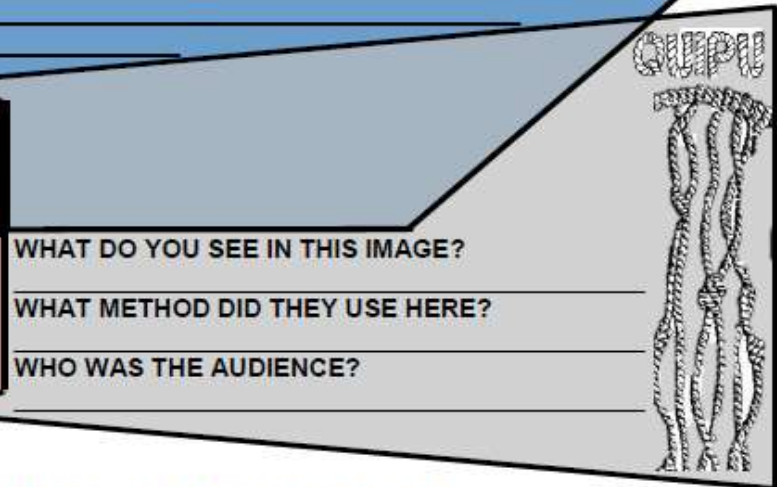 QUIPU
WHAT DO YOU SEE IN THIS IMAGE?
WHAT METHOD DID THEY USE HERE?
WHO WAS THE AUDIENCE?